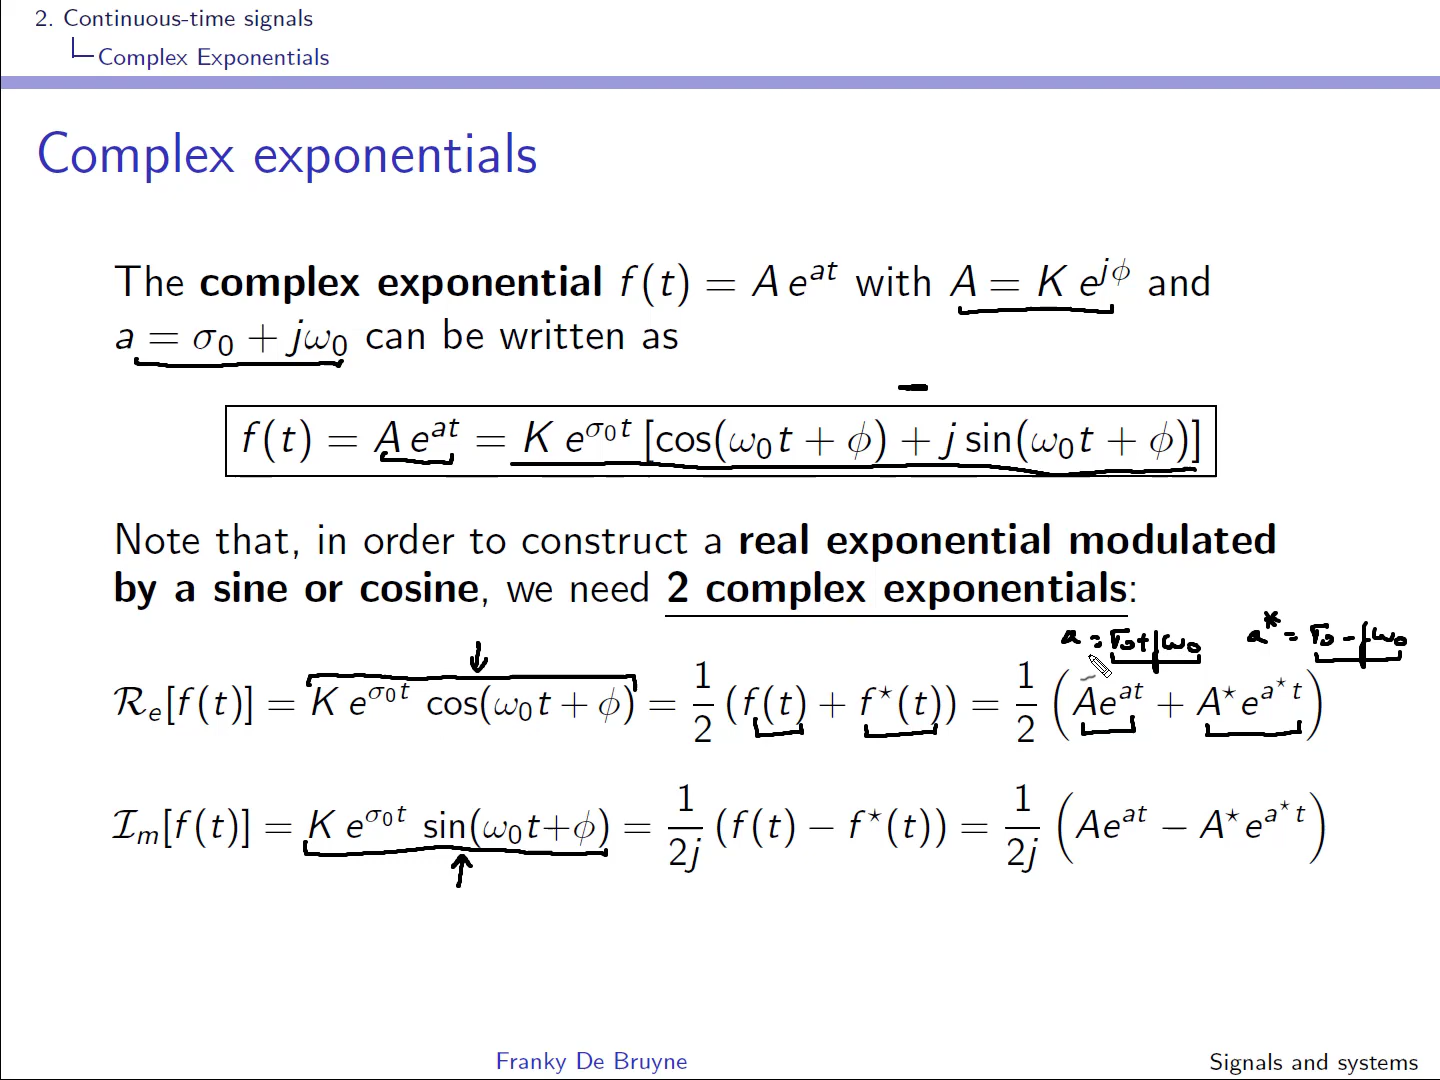 2. Continuous-time signals
Complex Exponentials
Complex exponentials
The complex exponential f(t) = A e^{at} with A = K e^{jϕ} and
a = σ₀ + jω₀ can be written as
f(t) = A e^{at} = K e^{σ₀t} [cos(ω₀t + ϕ) + j sin(ω₀t + ϕ)]
Note that, in order to construct a real exponential modulated
by a sine or cosine, we need 2 complex exponentials:
a = σ₀ + jω₀ a* = σ₀ - jω₀
ℛₑ[f(t)] = K e^{σ₀t} cos(ω₀t + ϕ) = 1/2 (f(t) + f*(t)) = 1/2 (Ae^{at} + A*e^{a*t})
ℐₘ[f(t)] = K e^{σ₀t} sin(ω₀t+ϕ) = 1/2j (f(t) − f*(t)) = 1/2j (Ae^{at} − A*e^{a*t})
Franky De Bruyne
Signals and systems